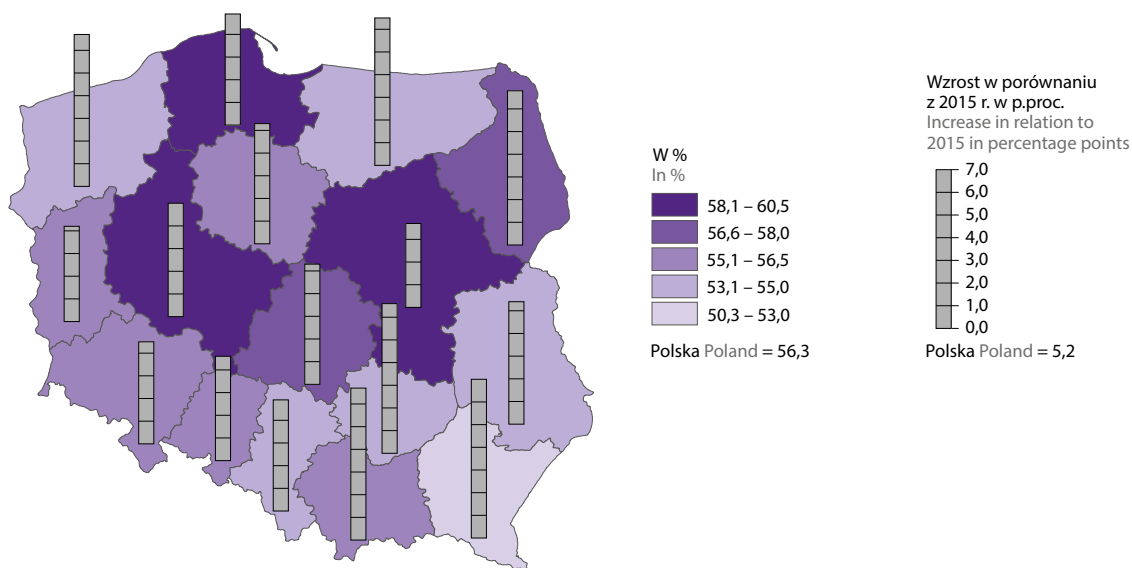 W %
In %
58,1 – 60,5
56,6 – 58,0
55,1 – 56,5
53,1 – 55,0
50,3 – 53,0
Polska Poland = 56,3
Wzrost w porównaniu
z 2015 r. w p.proc.
Increase in relation to
2015 in percentage points
7,0
6,0
5,0
4,0
3,0
2,0
1,0
0,0
Polska Poland = 5,2